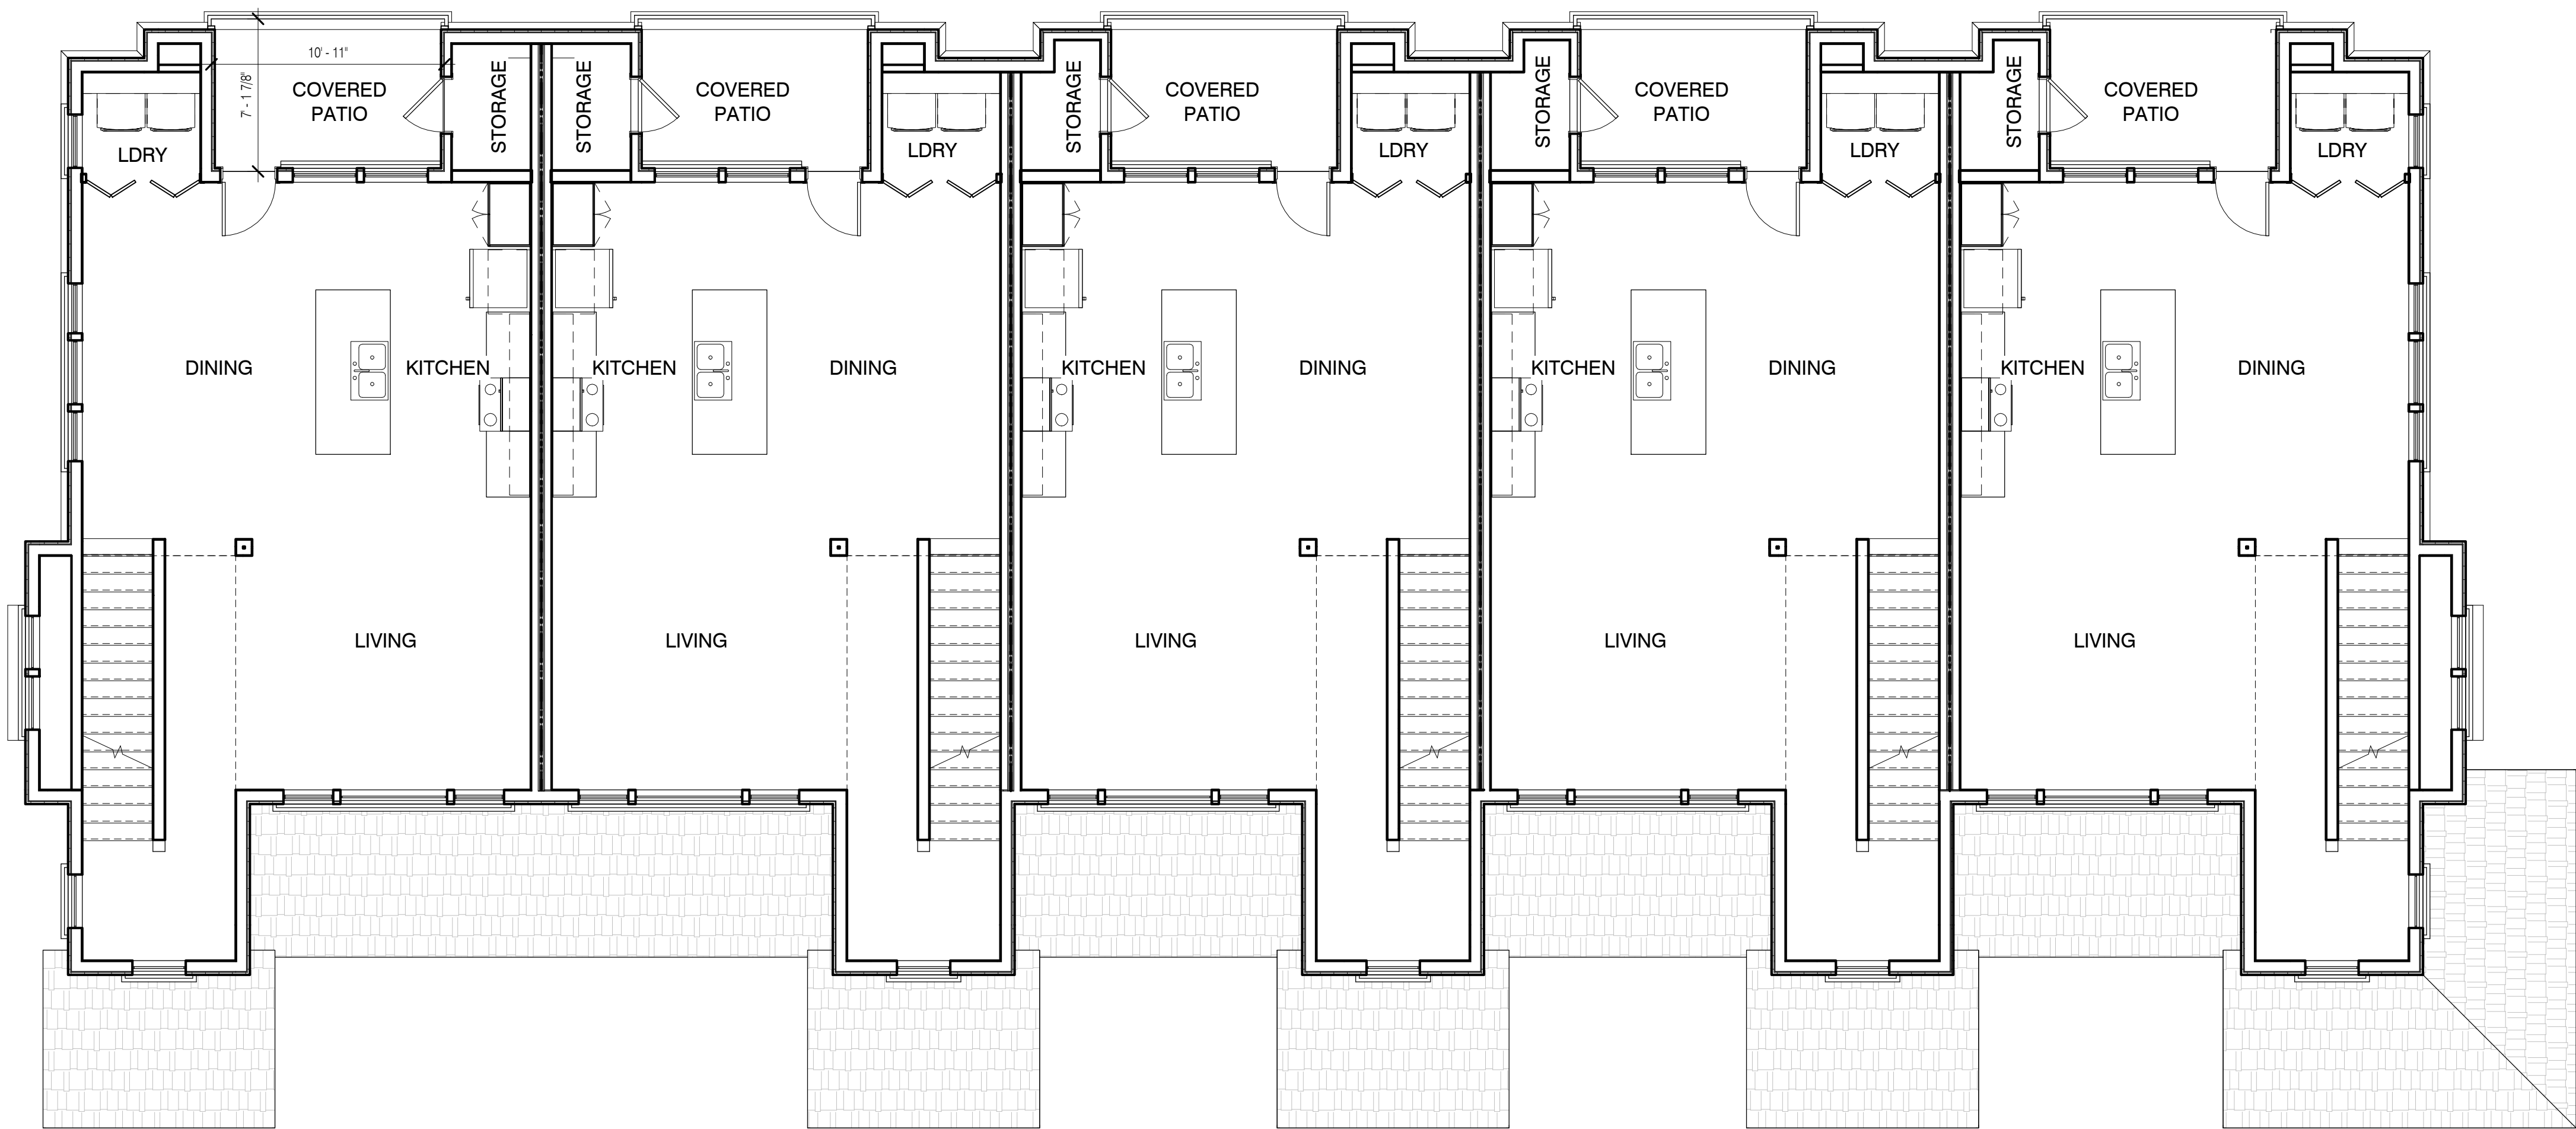 10' - 11"
7' - 1 7/8"
COVERED
PATIO
STORAGE
STORAGE
COVERED
PATIO
STORAGE
COVERED
PATIO
STORAGE
COVERED
PATIO
STORAGE
COVERED
PATIO
LDRY
LDRY
LDRY
LDRY
LDRY
DINING
KITCHEN
KITCHEN
DINING
KITCHEN
DINING
KITCHEN
DINING
KITCHEN
DINING
LIVING
LIVING
LIVING
LIVING
LIVING